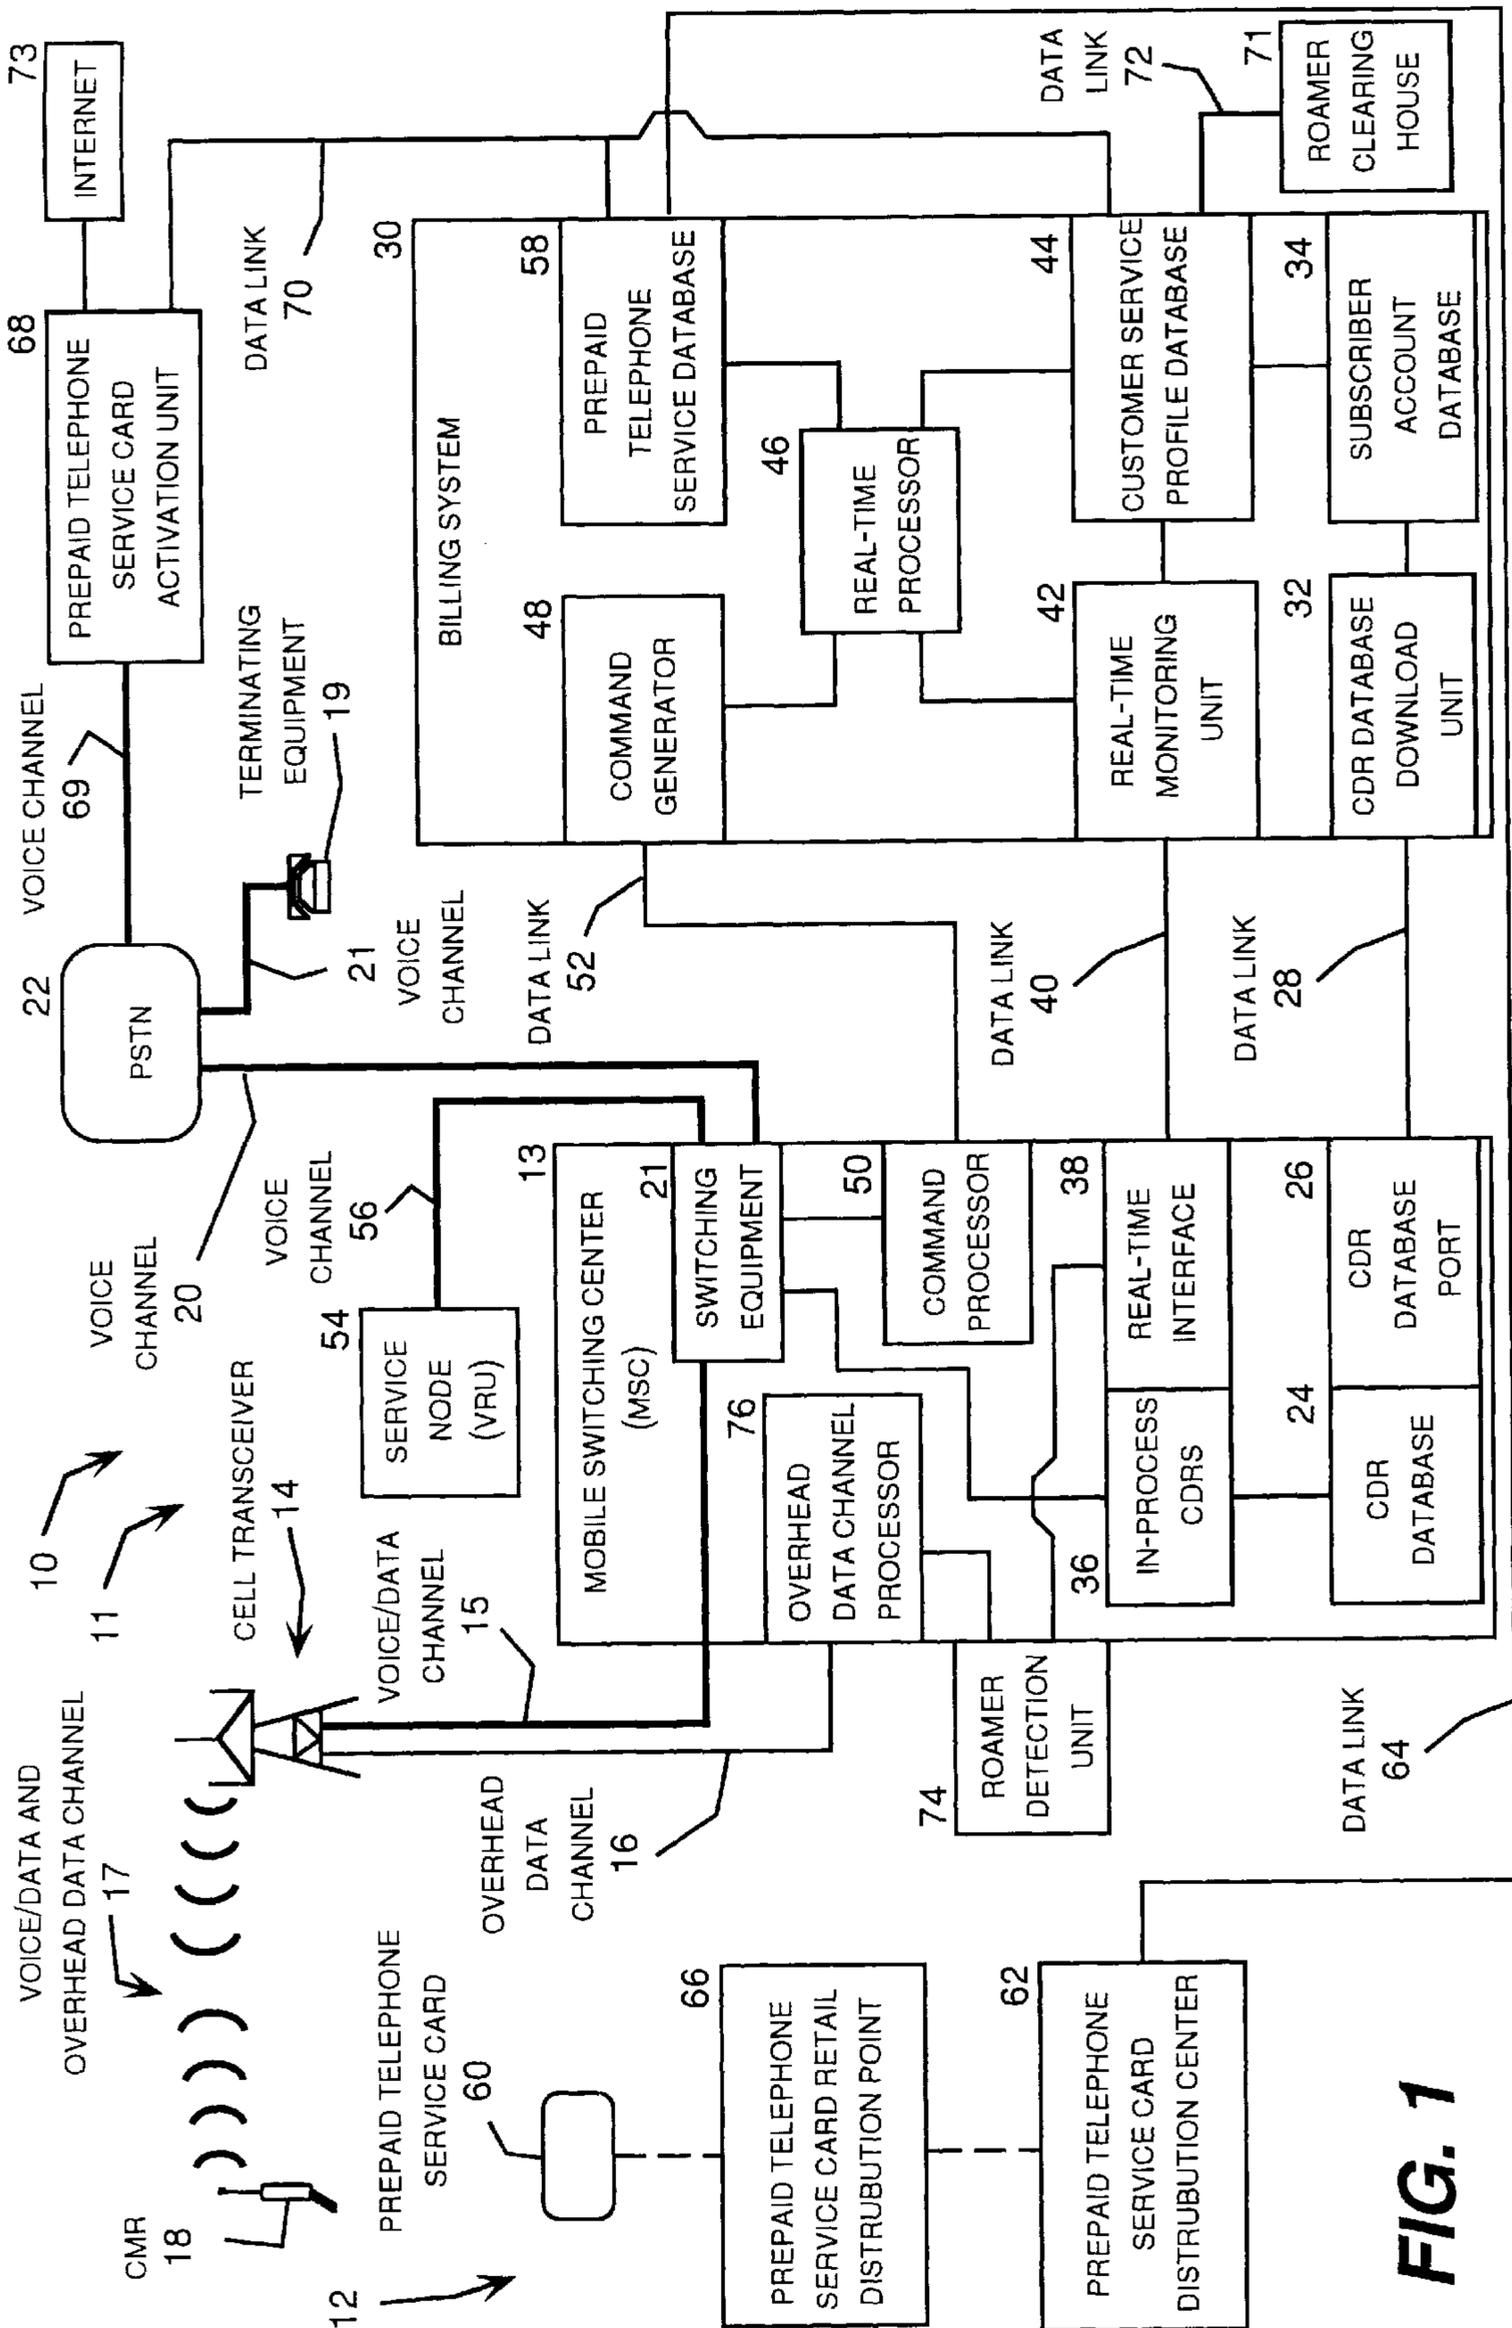 10
11
12
CMR
18
VOICE/DATA AND
OVERHEAD DATA CHANNEL
17
CELL TRANSCEIVER
14
VOICE/DATA
CHANNEL
15
OVERHEAD
DATA
CHANNEL
16
PREPAID TELEPHONE
SERVICE CARD
60
66
PREPAID TELEPHONE
SERVICE CARD RETAIL
DISTRUBUTION POINT
62
PREPAID TELEPHONE
SERVICE CARD
DISTRUBUTION CENTER
DATA LINK
64
VOICE
CHANNEL
20
22
PSTN
VOICE CHANNEL
69
68
PREPAID TELEPHONE
SERVICE CARD
ACTIVATION UNIT
73
INTERNET
DATA LINK
70
TERMINATING
EQUIPMENT
19
21
VOICE
CHANNEL
54
SERVICE
NODE
(VRU)
VOICE
CHANNEL
56
13
MOBILE SWITCHING CENTER
(MSC)
21
SWITCHING
EQUIPMENT
76
OVERHEAD
DATA CHANNEL
PROCESSOR
50
COMMAND
PROCESSOR
74
ROAMER
DETECTION
UNIT
36
IN-PROCESS
CDRS
38
REAL-TIME
INTERFACE
24
CDR
DATABASE
26
CDR
DATABASE
PORT
DATA LINK
52
DATA LINK
40
DATA LINK
28
30
BILLING SYSTEM
48
COMMAND
GENERATOR
58
PREPAID
TELEPHONE
SERVICE DATABASE
46
REAL-TIME
PROCESSOR
42
REAL-TIME
MONITORING
UNIT
44
CUSTOMER SERVICE
PROFILE DATABASE
32
CDR DATABASE
DOWNLOAD
UNIT
34
SUBSCRIBER
ACCOUNT
DATABASE
DATA
LINK
72
71
ROAMER
CLEARING
HOUSE
FIG. 1